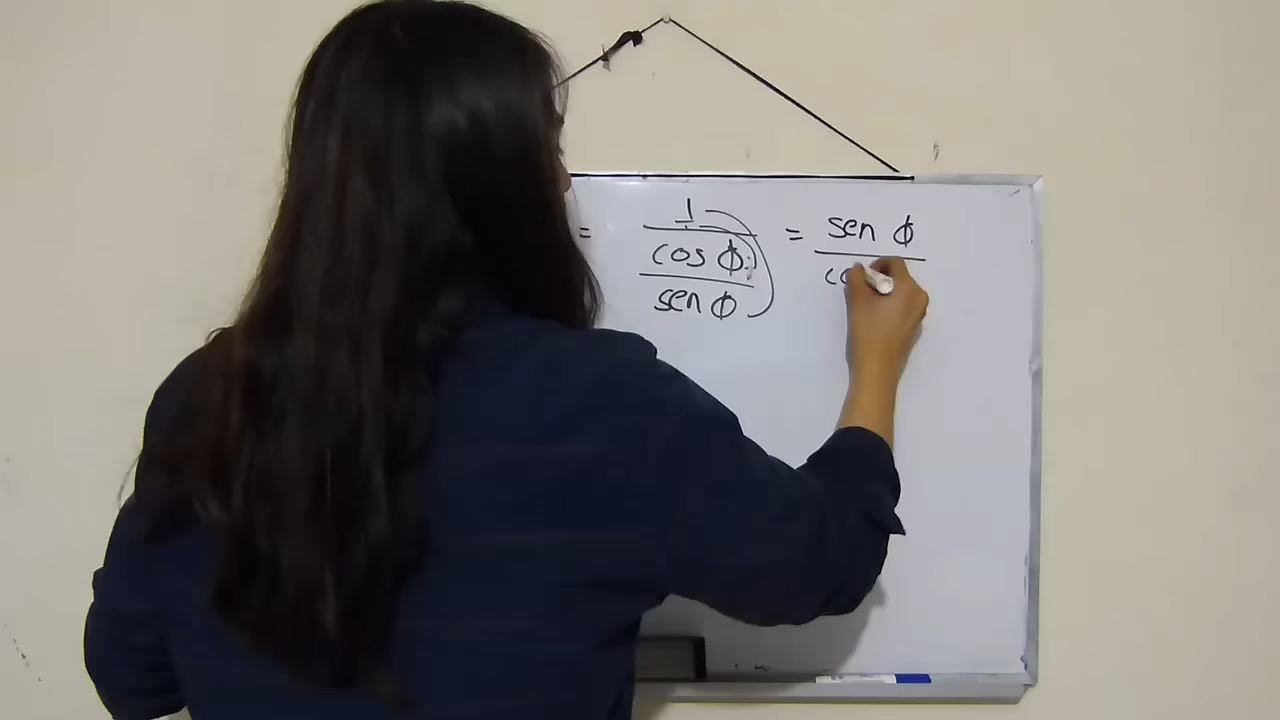 = 1 = sen ϕ
cos ϕ co
sen ϕ